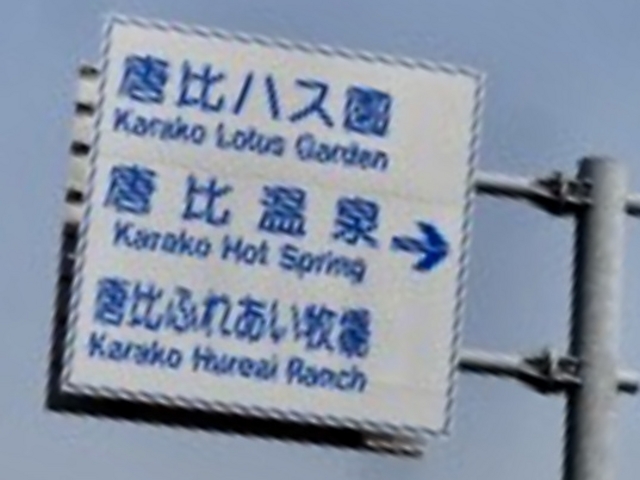 唐比ハス園
Karako Lotus Garden
唐比温泉
Karako Hot Spring
唐比ふれあい牧場
Karako Hureai Ranch